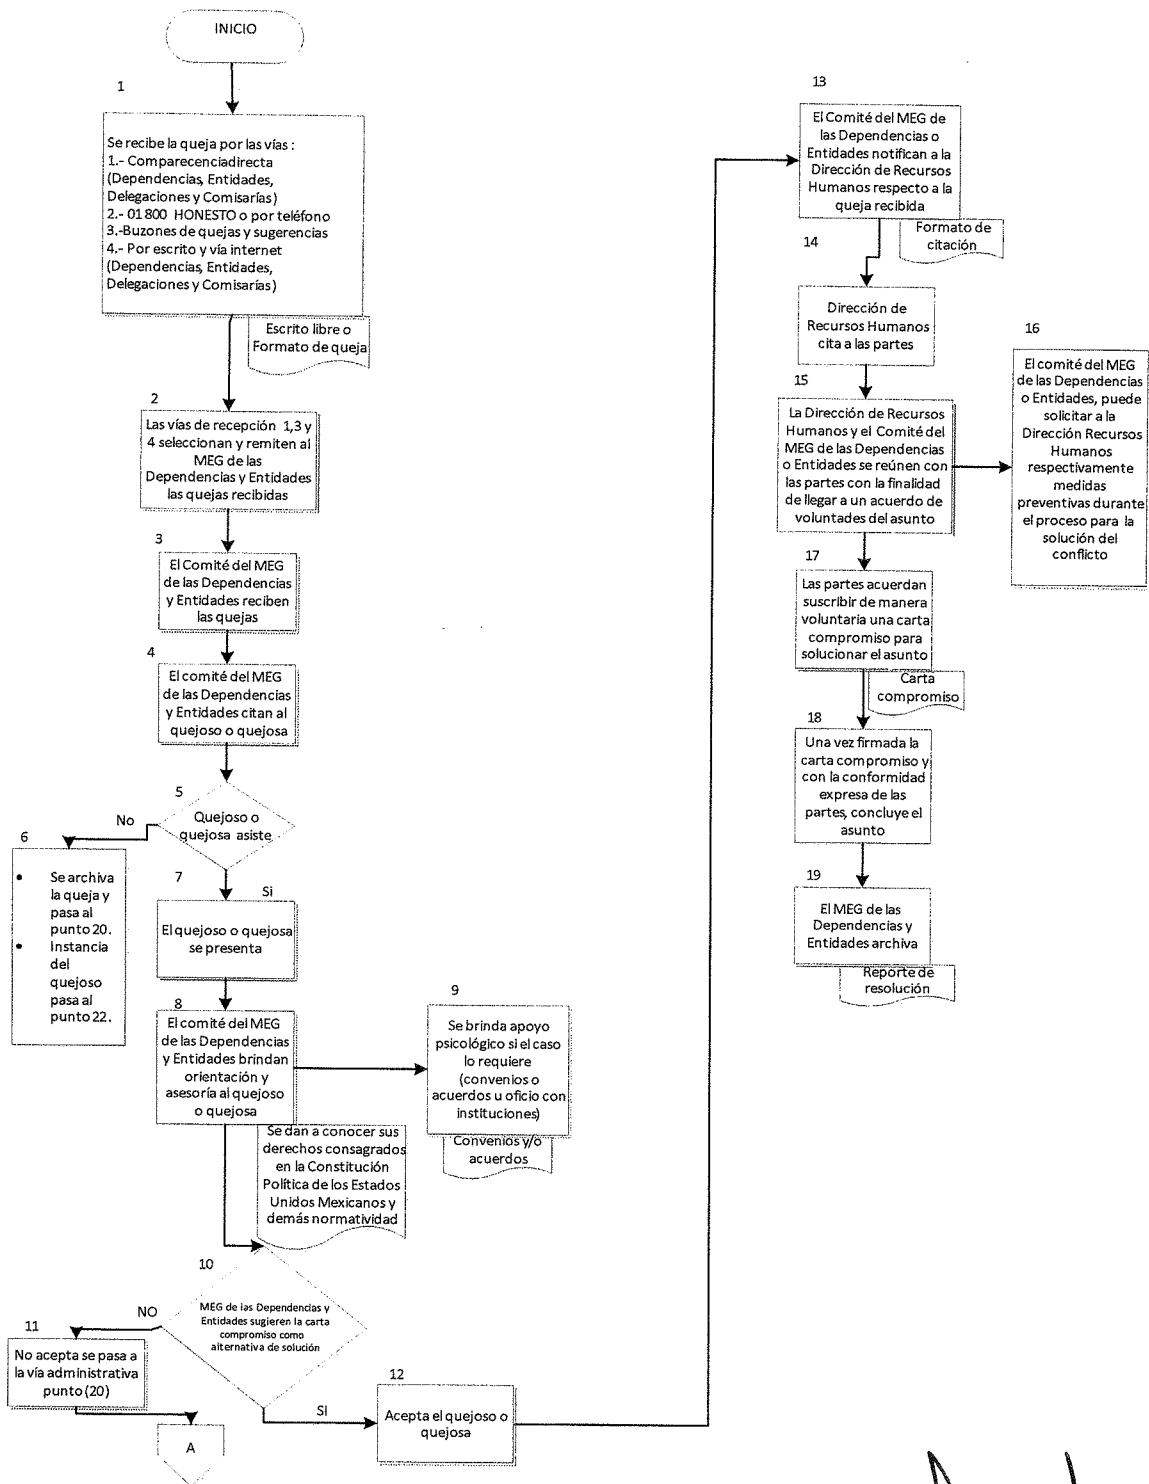 INICIO
1
Se recibe la queja por las vías :
1.- Comparecenciadirecta
(Dependencias, Entidades,
Delegaciones y Comisarías)
2.- 01 800 HONESTO o por teléfono
3.-Buzones de quejas y sugerencias
4.- Por escrito y vía internet
(Dependencias, Entidades,
Delegaciones y Comisarías)
Escrito libre o
Formato de queja
2
Las vías de recepción 1,3 y
4 seleccionan y remiten al
MEG de las
Dependencias y Entidades
las quejas recibidas
3
El Comité del MEG
de las Dependencias
y Entidades reciben
las quejas
4
El comité del MEG
de las Dependencias
y Entidades citan al
quejoso o quejosa
5
Quejoso o
quejosa asiste
No
6
• Se archiva
la queja y
pasa al
punto 20.
• Instancia
del
quejoso
pasa al
punto 22.
7
Si
El quejoso o quejosa
se presenta
8
El comité del MEG
de las Dependencias
y Entidades brindan
orientación y
asesoría al quejoso
o quejosa
Se dan a conocer sus
derechos consagrados
en la Constitución
Política de los Estados
Unidos Mexicanos y
demás normatividad
9
Se brinda apoyo
psicológico si el caso
lo requiere
(convenios o
acuerdos u oficio con
instituciones)
Convenios y/o
acuerdos
10
MEG de las Dependencias y
Entidades sugieren la carta
compromiso como
alternativa de solución
NO
11
No acepta se pasa a
la vía administrativa
punto (20)
A
SI
12
Acepta el quejoso o
quejosa
13
El Comité del MEG de
las Dependencias o
Entidades notifican a la
Dirección de Recursos
Humanos respecto a la
queja recibida
Formato de
citación
14
Dirección de
Recursos Humanos
cita a las partes
15
La Dirección de Recursos
Humanos y el Comité del
MEG de las Dependencias
o Entidades se reúnen con
las partes con la finalidad
de llegar a un acuerdo de
voluntades del asunto
16
El comité del MEG
de las Dependencias
o Entidades, puede
solicitar a la
Dirección Recursos
Humanos
respectivamente
medidas
preventivas durante
el proceso para la
solución del
conflicto
17
Las partes acuerdan
suscribir de manera
voluntaria una carta
compromiso para
solucionar el asunto
Carta
compromiso
18
Una vez firmada la
carta compromiso y
con la conformidad
expresa de las
partes, concluye el
asunto
19
El MEG de las
Dependencias y
Entidades archiva
Reporte de
resolución